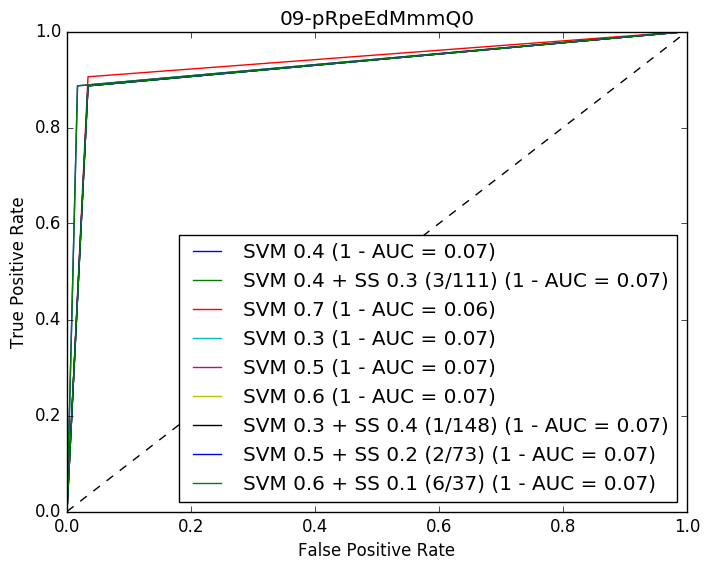 09-pRpeEdMmmQ0
1.0
0.8
0.6
0.4
0.2
0.0
True Positive Rate
SVM 0.4 (1 - AUC = 0.07)
SVM 0.4 + SS 0.3 (3/111) (1 - AUC = 0.07)
SVM 0.7 (1 - AUC = 0.06)
SVM 0.3 (1 - AUC = 0.07)
SVM 0.5 (1 - AUC = 0.07)
SVM 0.6 (1 - AUC = 0.07)
SVM 0.3 + SS 0.4 (1/148) (1 - AUC = 0.07)
SVM 0.5 + SS 0.2 (2/73) (1 - AUC = 0.07)
SVM 0.6 + SS 0.1 (6/37) (1 - AUC = 0.07)
0.0 0.2 0.4 0.6 0.8 1.0
False Positive Rate